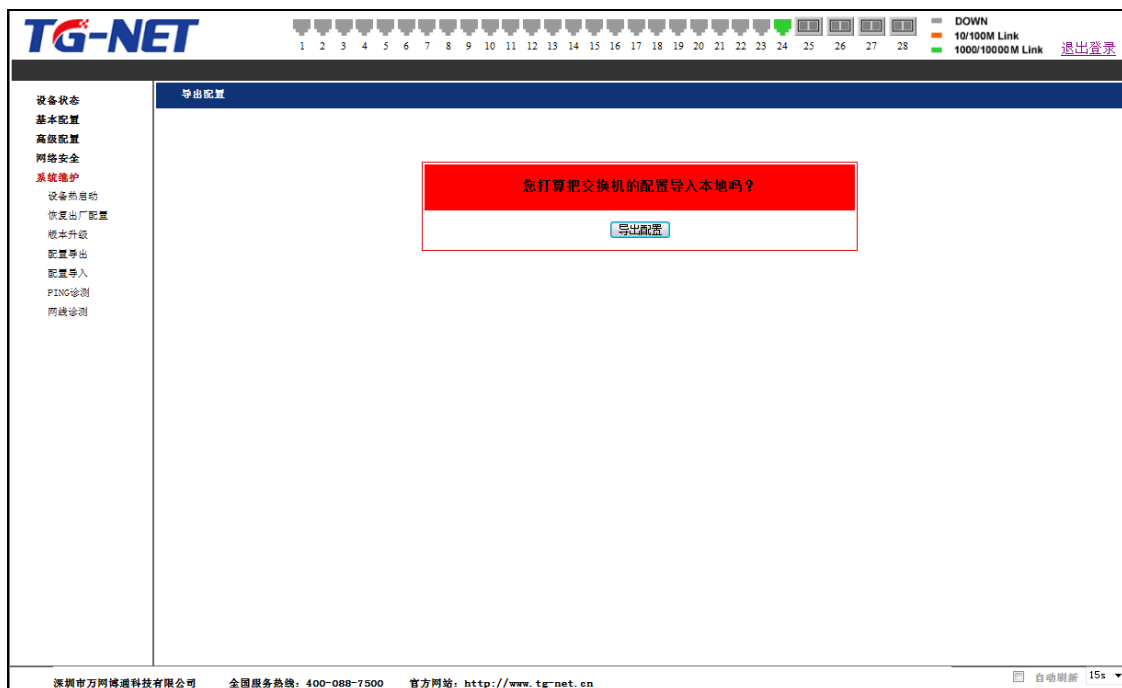 TG-NET
1 2 3 4 5 6 7 8 9 10 11 12 13 14 15 16 17 18 19 20 21 22 23 24 25 26 27 28
DOWN
10/100M Link
1000/10000M Link
退出登录
设备状态
基本配置
高级配置
网络安全
系统维护
设备热启动
恢复出厂配置
版本升级
配置导出
配置导入
PING诊测
网线诊测
导出配置
您打算把交换机的配置导入本地吗？
导出配置
深圳市万网博通科技有限公司 全国服务热线：400-088-7500 官方网站：http://www.tg-net.cn
自动刷新 15s